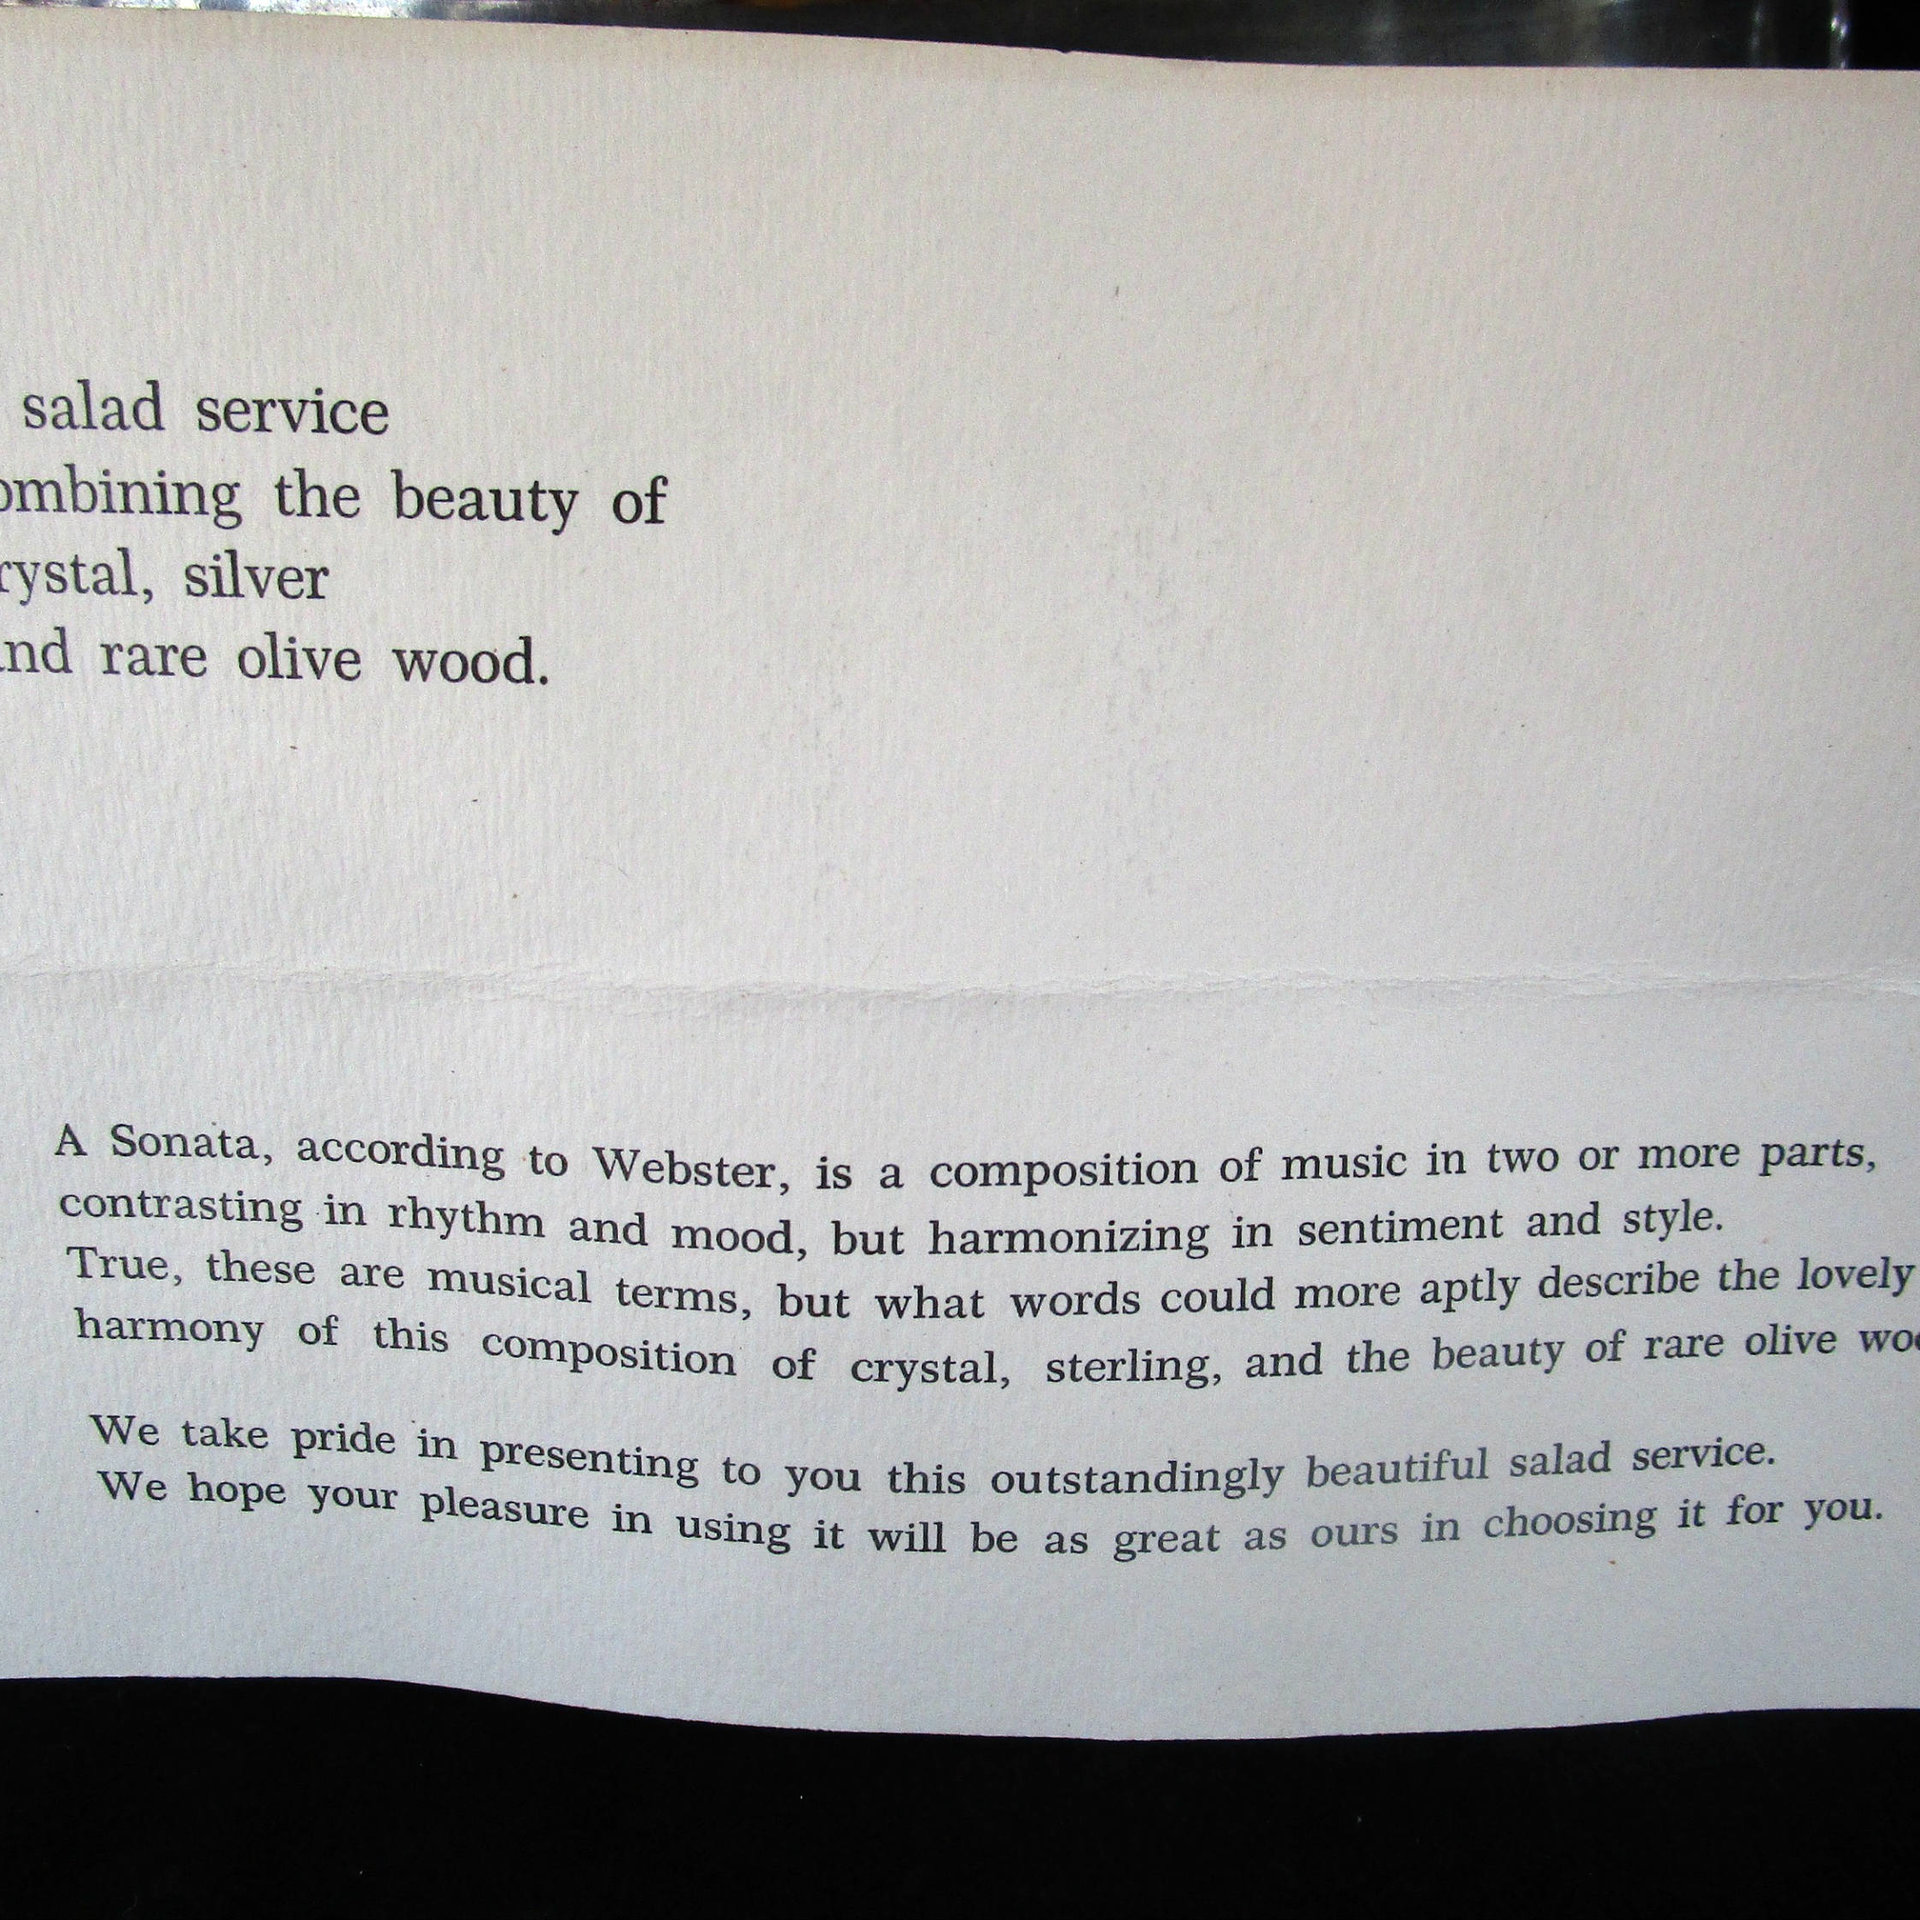 salad service
ombining the beauty of
rystal, silver
nd rare olive wood.
A Sonata, according to Webster, is a composition of music in two or more parts,
contrasting in rhythm and mood, but harmonizing in sentiment and style.
True, these are musical terms, but what words could more aptly describe the lovely
harmony of this composition of crystal, sterling, and the beauty of rare olive woo
We take pride in presenting to you this outstandingly beautiful salad service.
We hope your pleasure in using it will be as great as ours in choosing it for you.